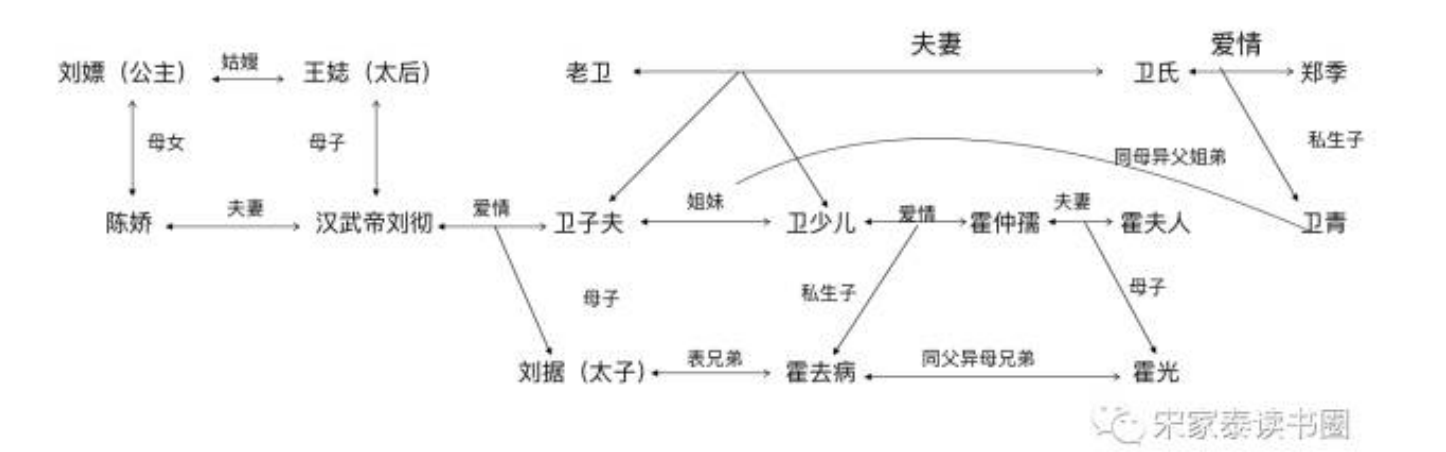 夫妻
爱情
姑嫂
刘嫖（公主）
王娡（太后）
老卫
卫氏
郑季
母女
母子
私生子
同母异父姐弟
夫妻
爱情
姐妹
爱情
夫妻
陈娇
汉武帝刘彻
卫子夫
卫少儿
霍仲孺
霍夫人
卫青
母子
私生子
母子
表兄弟
同父异母兄弟
刘据（太子）
霍去病
霍光
宋家泰读书圈